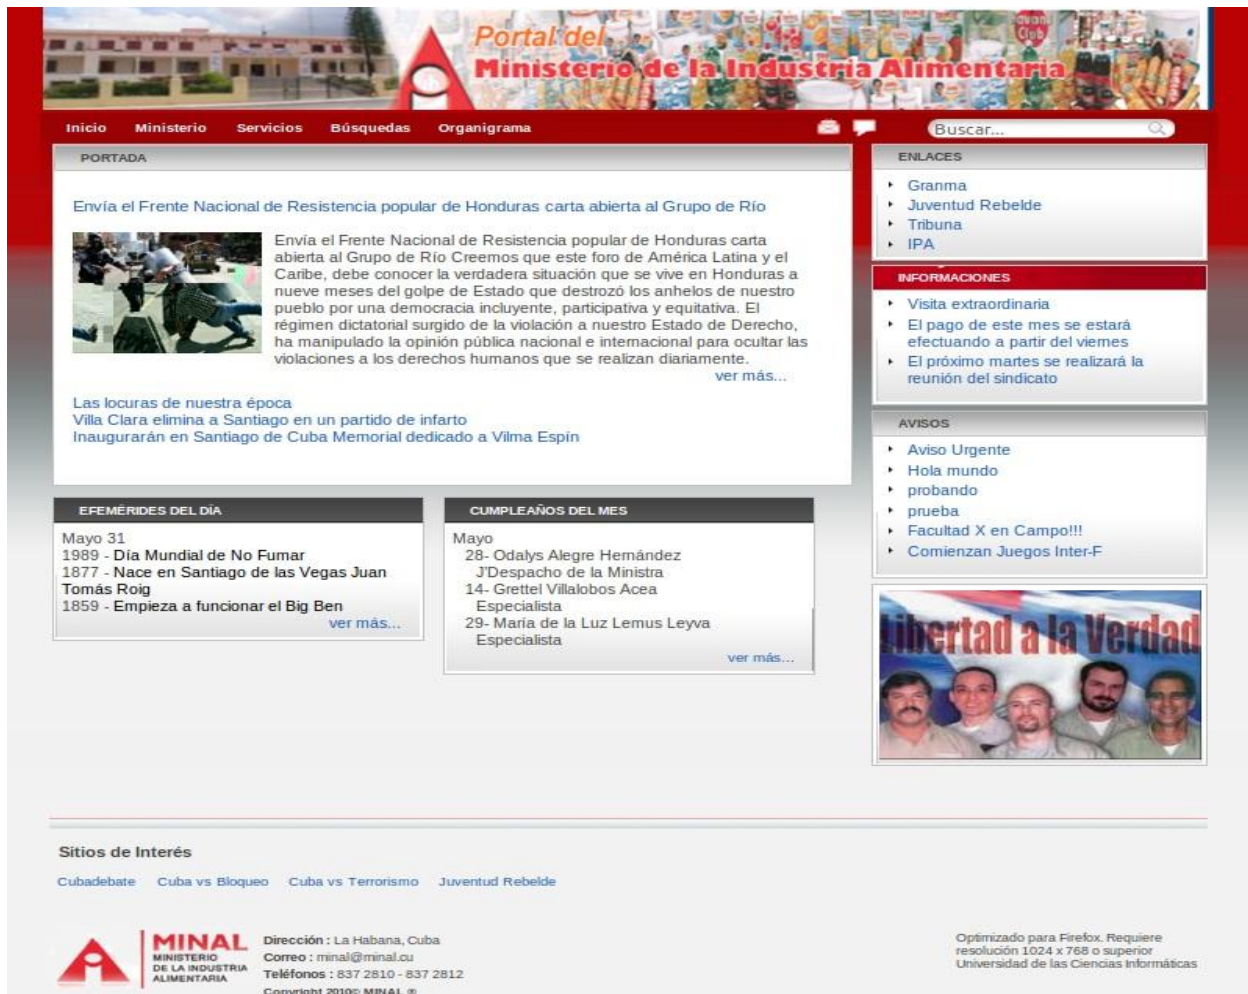 Portal del
Ministerio de la Industria Alimentaria
Havana
Club
Inicio Ministerio Servicios Búsquedas Organigrama
Buscar...
PORTADA
Envía el Frente Nacional de Resistencia popular de Honduras carta abierta al Grupo de Río
Envía el Frente Nacional de Resistencia popular de Honduras carta
abierta al Grupo de Río Creemos que este foro de América Latina y el
Caribe, debe conocer la verdadera situación que se vive en Honduras a
nueve meses del golpe de Estado que destrozó los anhelos de nuestro
pueblo por una democracia incluyente, participativa y equitativa. El
régimen dictatorial surgido de la violación a nuestro Estado de Derecho,
ha manipulado la opinión pública nacional e internacional para ocultar las
violaciones a los derechos humanos que se realizan diariamente.
ver más...
Las locuras de nuestra época
Villa Clara elimina a Santiago en un partido de infarto
Inaugurarán en Santiago de Cuba Memorial dedicado a Vilma Espín
EFEMÉRIDES DEL DÍA
Mayo 31
1989 - Día Mundial de No Fumar
1877 - Nace en Santiago de las Vegas Juan
Tomás Roig
1859 - Empieza a funcionar el Big Ben
ver más...
CUMPLEAÑOS DEL MES
Mayo
28- Odalys Alegre Hernández
J'Despacho de la Ministra
14- Grettel Villalobos Acea
Especialista
29- María de la Luz Lemus Leyva
Especialista
ver más...
ENLACES
Granma
Juventud Rebelde
Tribuna
IPA
INFORMACIONES
Visita extraordinaria
El pago de este mes se estará
efectuando a partir del viernes
El próximo martes se realizará la
reunión del sindicato
AVISOS
Aviso Urgente
Hola mundo
probando
prueba
Facultad X en Campo!!!
Comienzan Juegos Inter-F
Libertad a la Verdad
Sitios de Interés
Cubadebate Cuba vs Bloqueo Cuba vs Terrorismo Juventud Rebelde
MINAL
MINISTERIO
DE LA INDUSTRIA
ALIMENTARIA
Dirección : La Habana, Cuba
Correo : minal@minal.cu
Teléfonos : 837 2810 - 837 2812
Copyright 2010© MINAL ®
Optimizado para Firefox. Requiere
resolución 1024 x 768 o superior
Universidad de las Ciencias Informáticas